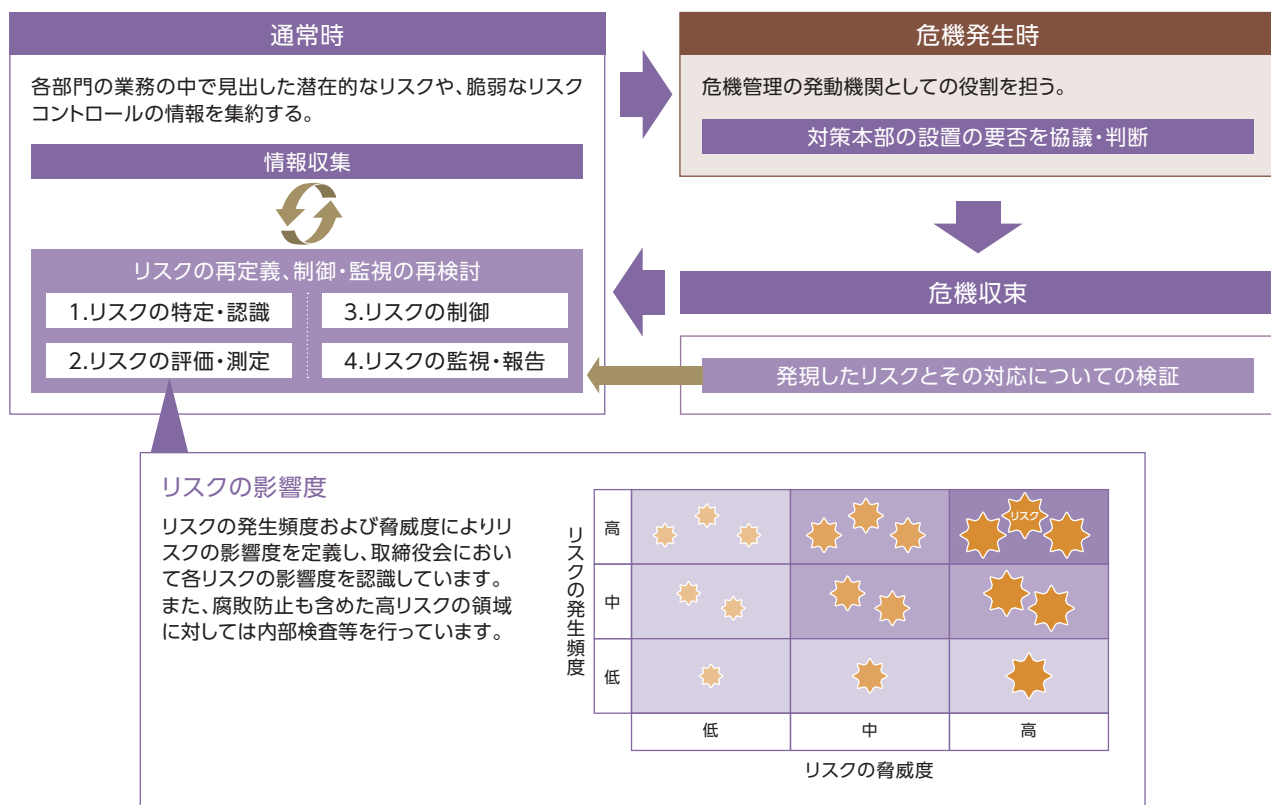 通常時
各部門の業務の中で見出した潜在的なリスクや、脆弱なリスク
コントロールの情報を集約する。
情報収集
リスクの再定義、制御・監視の再検討
1.リスクの特定・認識
2.リスクの評価・測定
3.リスクの制御
4.リスクの監視・報告
危機発生時
危機管理の発動機関としての役割を担う。
対策本部の設置の要否を協議・判断
危機収束
発現したリスクとその対応についての検証
リスクの影響度
リスクの発生頻度および脅威度によりリ
スクの影響度を定義し、取締役会におい
て各リスクの影響度を認識しています。
また、腐敗防止も含めた高リスクの領域
に対しては内部検査等を行っています。
リスクの発生頻度
高
中
低
リスク
低
中
高
リスクの脅威度